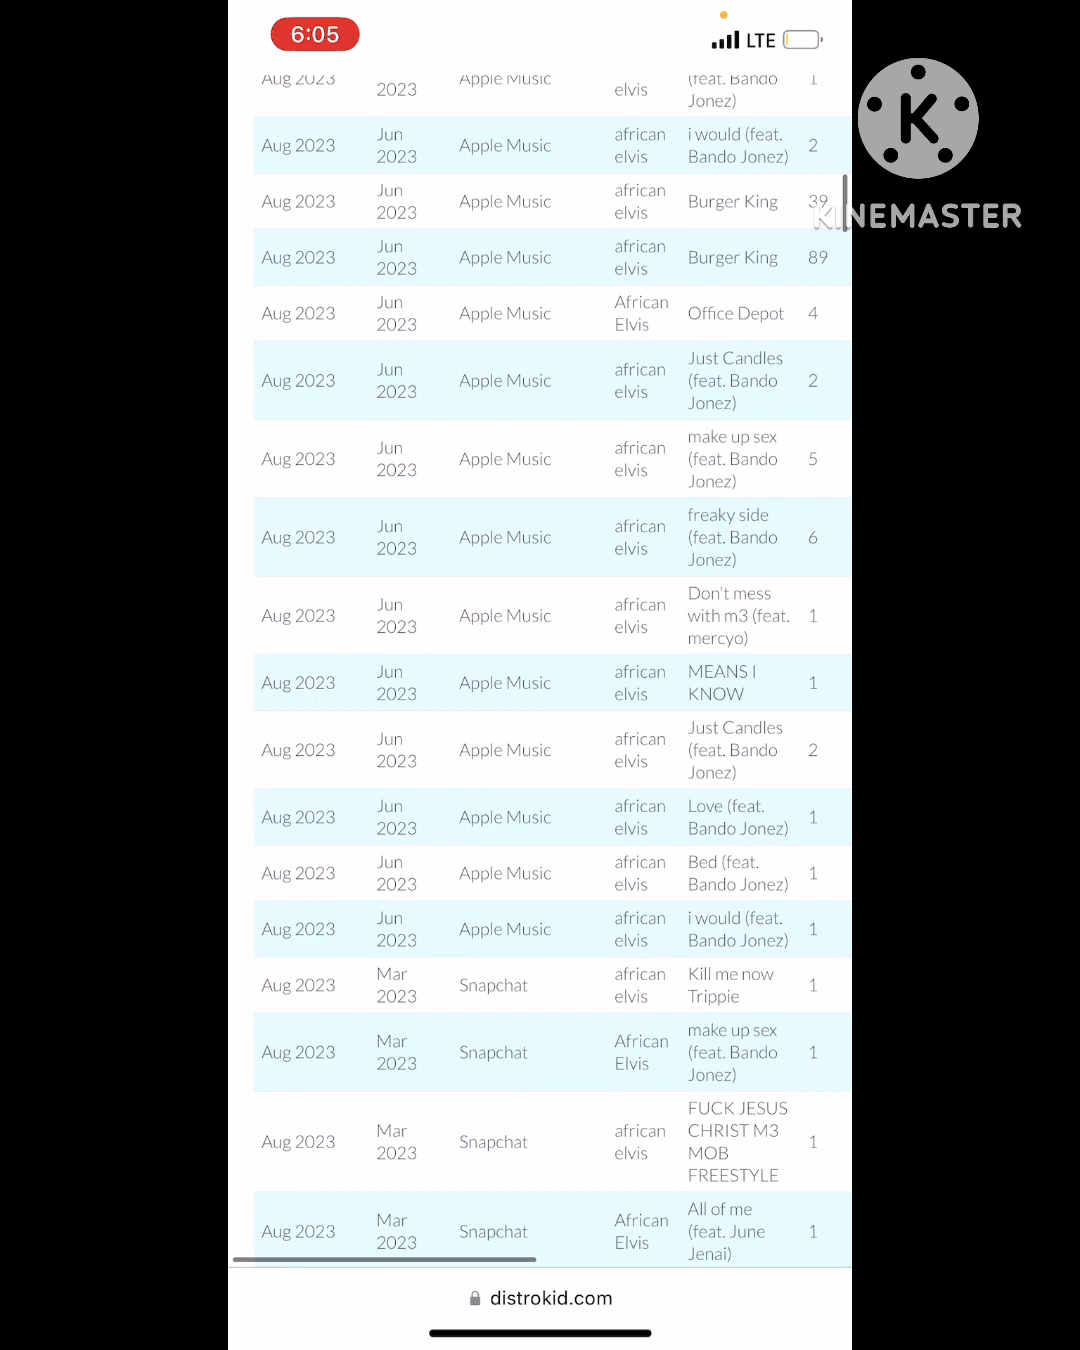 6:05
LTE
Aug 2023 2023 Apple Music elvis (feat. Bando Jonez) 1
Aug 2023 Jun 2023 Apple Music african elvis i would (feat. Bando Jonez) 2
Aug 2023 Jun 2023 Apple Music african elvis Burger King 39
Aug 2023 Jun 2023 Apple Music african elvis Burger King 89
Aug 2023 Jun 2023 Apple Music African Elvis Office Depot 4
Aug 2023 Jun 2023 Apple Music african elvis Just Candles (feat. Bando Jonez) 2
Aug 2023 Jun 2023 Apple Music african elvis make up sex (feat. Bando Jonez) 5
Aug 2023 Jun 2023 Apple Music african elvis freaky side (feat. Bando Jonez) 6
Aug 2023 Jun 2023 Apple Music african elvis Don't mess with m3 (feat. mercyo) 1
Aug 2023 Jun 2023 Apple Music african elvis MEANS I KNOW 1
Aug 2023 Jun 2023 Apple Music african elvis Just Candles (feat. Bando Jonez) 2
Aug 2023 Jun 2023 Apple Music african elvis Love (feat. Bando Jonez) 1
Aug 2023 Jun 2023 Apple Music african elvis Bed (feat. Bando Jonez) 1
Aug 2023 Jun 2023 Apple Music african elvis i would (feat. Bando Jonez) 1
Aug 2023 Mar 2023 Snapchat african elvis Kill me now Trippie 1
Aug 2023 Mar 2023 Snapchat African Elvis make up sex (feat. Bando Jonez) 1
Aug 2023 Mar 2023 Snapchat african elvis FUCK JESUS CHRIST M3 MOB FREESTYLE 1
Aug 2023 Mar 2023 Snapchat African Elvis All of me (feat. June Jenai) 1
distrokid.com
K
KINEMASTER